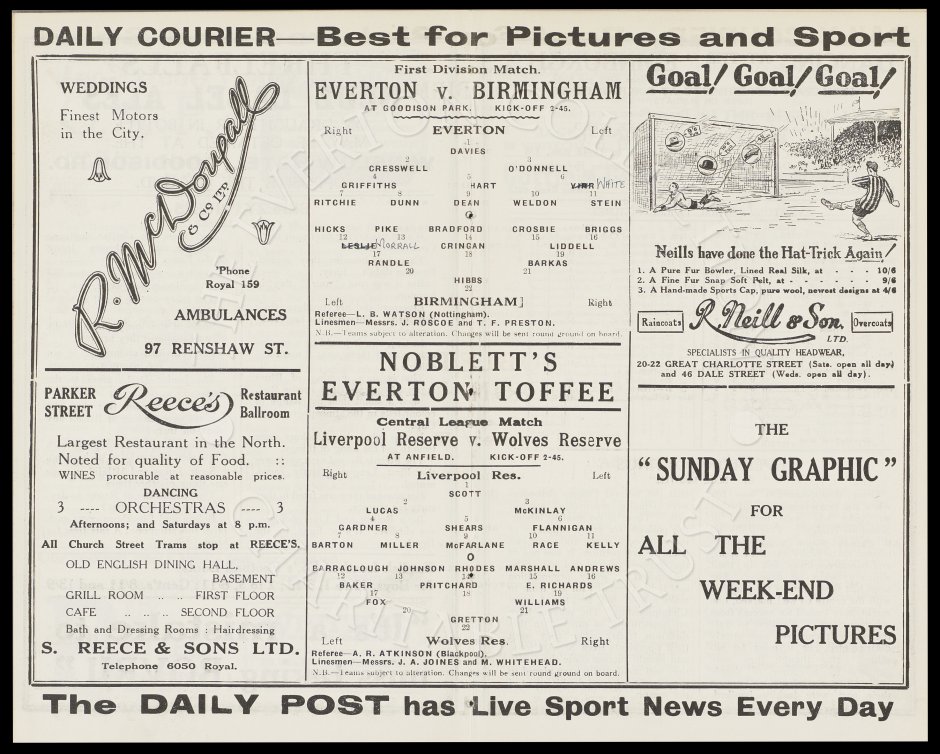 DAILY COURIER—Best for Pictures and Sport
WEDDINGS
Finest Motors
in the City.
R. McDougall
& Co LTD.
'Phone
Royal 159
AMBULANCES
97 RENSHAW ST.
PARKER
STREET
Reece's
Restaurant
Ballroom
Largest Restaurant in the North.
Noted for quality of Food. ::
WINES procurable at reasonable prices.
DANCING
3 ---- ORCHESTRAS ---- 3
Afternoons; and Saturdays at 8 p.m.
All Church Street Trams stop at REECE'S.
OLD ENGLISH DINING HALL,
BASEMENT
GRILL ROOM .. .. FIRST FLOOR
CAFE .. .. .. SECOND FLOOR
Bath and Dressing Rooms : Hairdressing
S. REECE & SONS LTD.
Telephone 6050 Royal.
First Division Match.
EVERTON v. BIRMINGHAM
AT GOODISON PARK. KICK-OFF 2-45.
Right EVERTON Left
1
DAVIES
2 3
CRESSWELL O'DONNELL
4 5 6
GRIFFITHS HART WHITE
7 8 9 10 11
RITCHIE DUNN DEAN WELDON STEIN
HICKS PIKE BRADFORD CROSBIE BRIGGS
12 13 14 15 16
LESLIE MORRALL CRINGAN LIDDELL
17 18 19
RANDLE BARKAS
20 21
HIBBS
22
Left BIRMINGHAM] Right
Referee—L. B. WATSON (Nottingham).
Linesmen—Messrs. J. ROSCOE and T. F. PRESTON.
N.B.—Teams subject to alteration. Changes will be sent round ground on board.
NOBLETT'S
EVERTON TOFFEE
Central League Match
Liverpool Reserve v. Wolves Reserve
AT ANFIELD. KICK-OFF 2-45.
Right Liverpool Res. Left
1
SCOTT
2 3
LUCAS McKINLAY
4 5 6
GARDNER SHEARS FLANNIGAN
7 8 9 10 11
BARTON MILLER McFARLANE RACE KELLY
O
BARRACLOUGH JOHNSON RHODES MARSHALL ANDREWS
12 13 14 15 16
BAKER PRITCHARD E. RICHARDS
17 18 19
FOX WILLIAMS
20 21
GRETTON
22
Left Wolves Res. Right
Referee—A. R. ATKINSON (Blackpool).
Linesmen—Messrs. J. A. JOINES and M. WHITEHEAD.
N.B.—Teams subject to alteration. Changes will be sent round ground on board.
Goal! Goal! Goal!
Neills have done the Hat-Trick Again!
1. A Pure Fur Bowler, Lined Real Silk, at - - - - 10/6
2. A Fine Fur Snap Soft Felt, at - - - - - 9/6
3. A Hand-made Sports Cap, pure wool, newest designs at 4/6
Raincoats R. Neill & Son. LTD. Overcoats
SPECIALISTS IN QUALITY HEADWEAR,
20-22 GREAT CHARLOTTE STREET (Sats. open all day)
and 46 DALE STREET (Weds. open all day).
THE
"SUNDAY GRAPHIC"
FOR
ALL THE
WEEK-END
PICTURES
The DAILY POST has Live Sport News Every Day